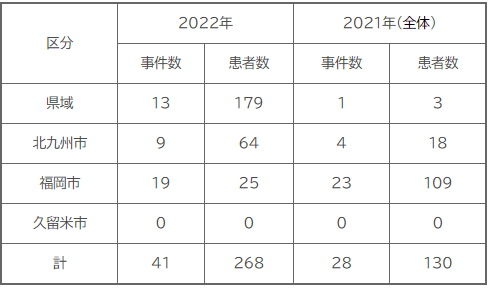 区分 2022年 2021年(全体)
事件数 患者数 事件数 患者数
県域 13 179 1 3
北九州市 9 64 4 18
福岡市 19 25 23 109
久留米市 0 0 0 0
計 41 268 28 130